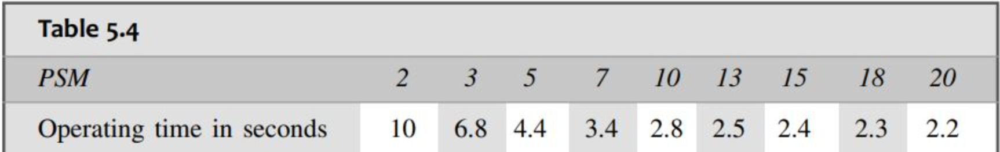 Table 5.4
PSM 2 3 5 7 10 13 15 18 20
Operating time in seconds 10 6.8 4.4 3.4 2.8 2.5 2.4 2.3 2.2